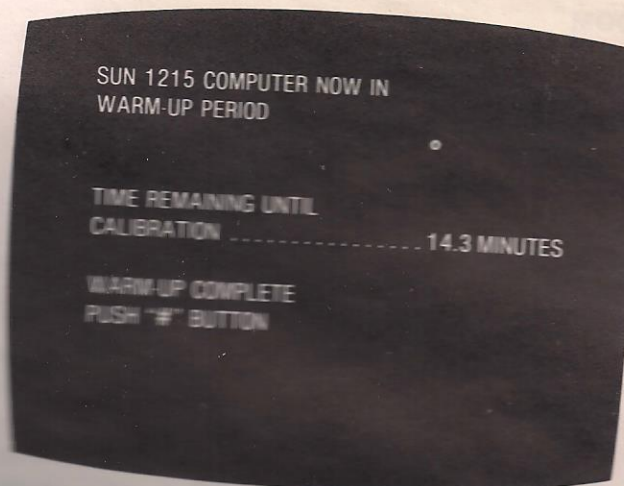 SUN 1215 COMPUTER NOW IN
WARM-UP PERIOD
TIME REMAINING UNTIL
CALIBRATION ................ 14.3 MINUTES
WARM-UP COMPLETE
PUSH "#" BUTTON